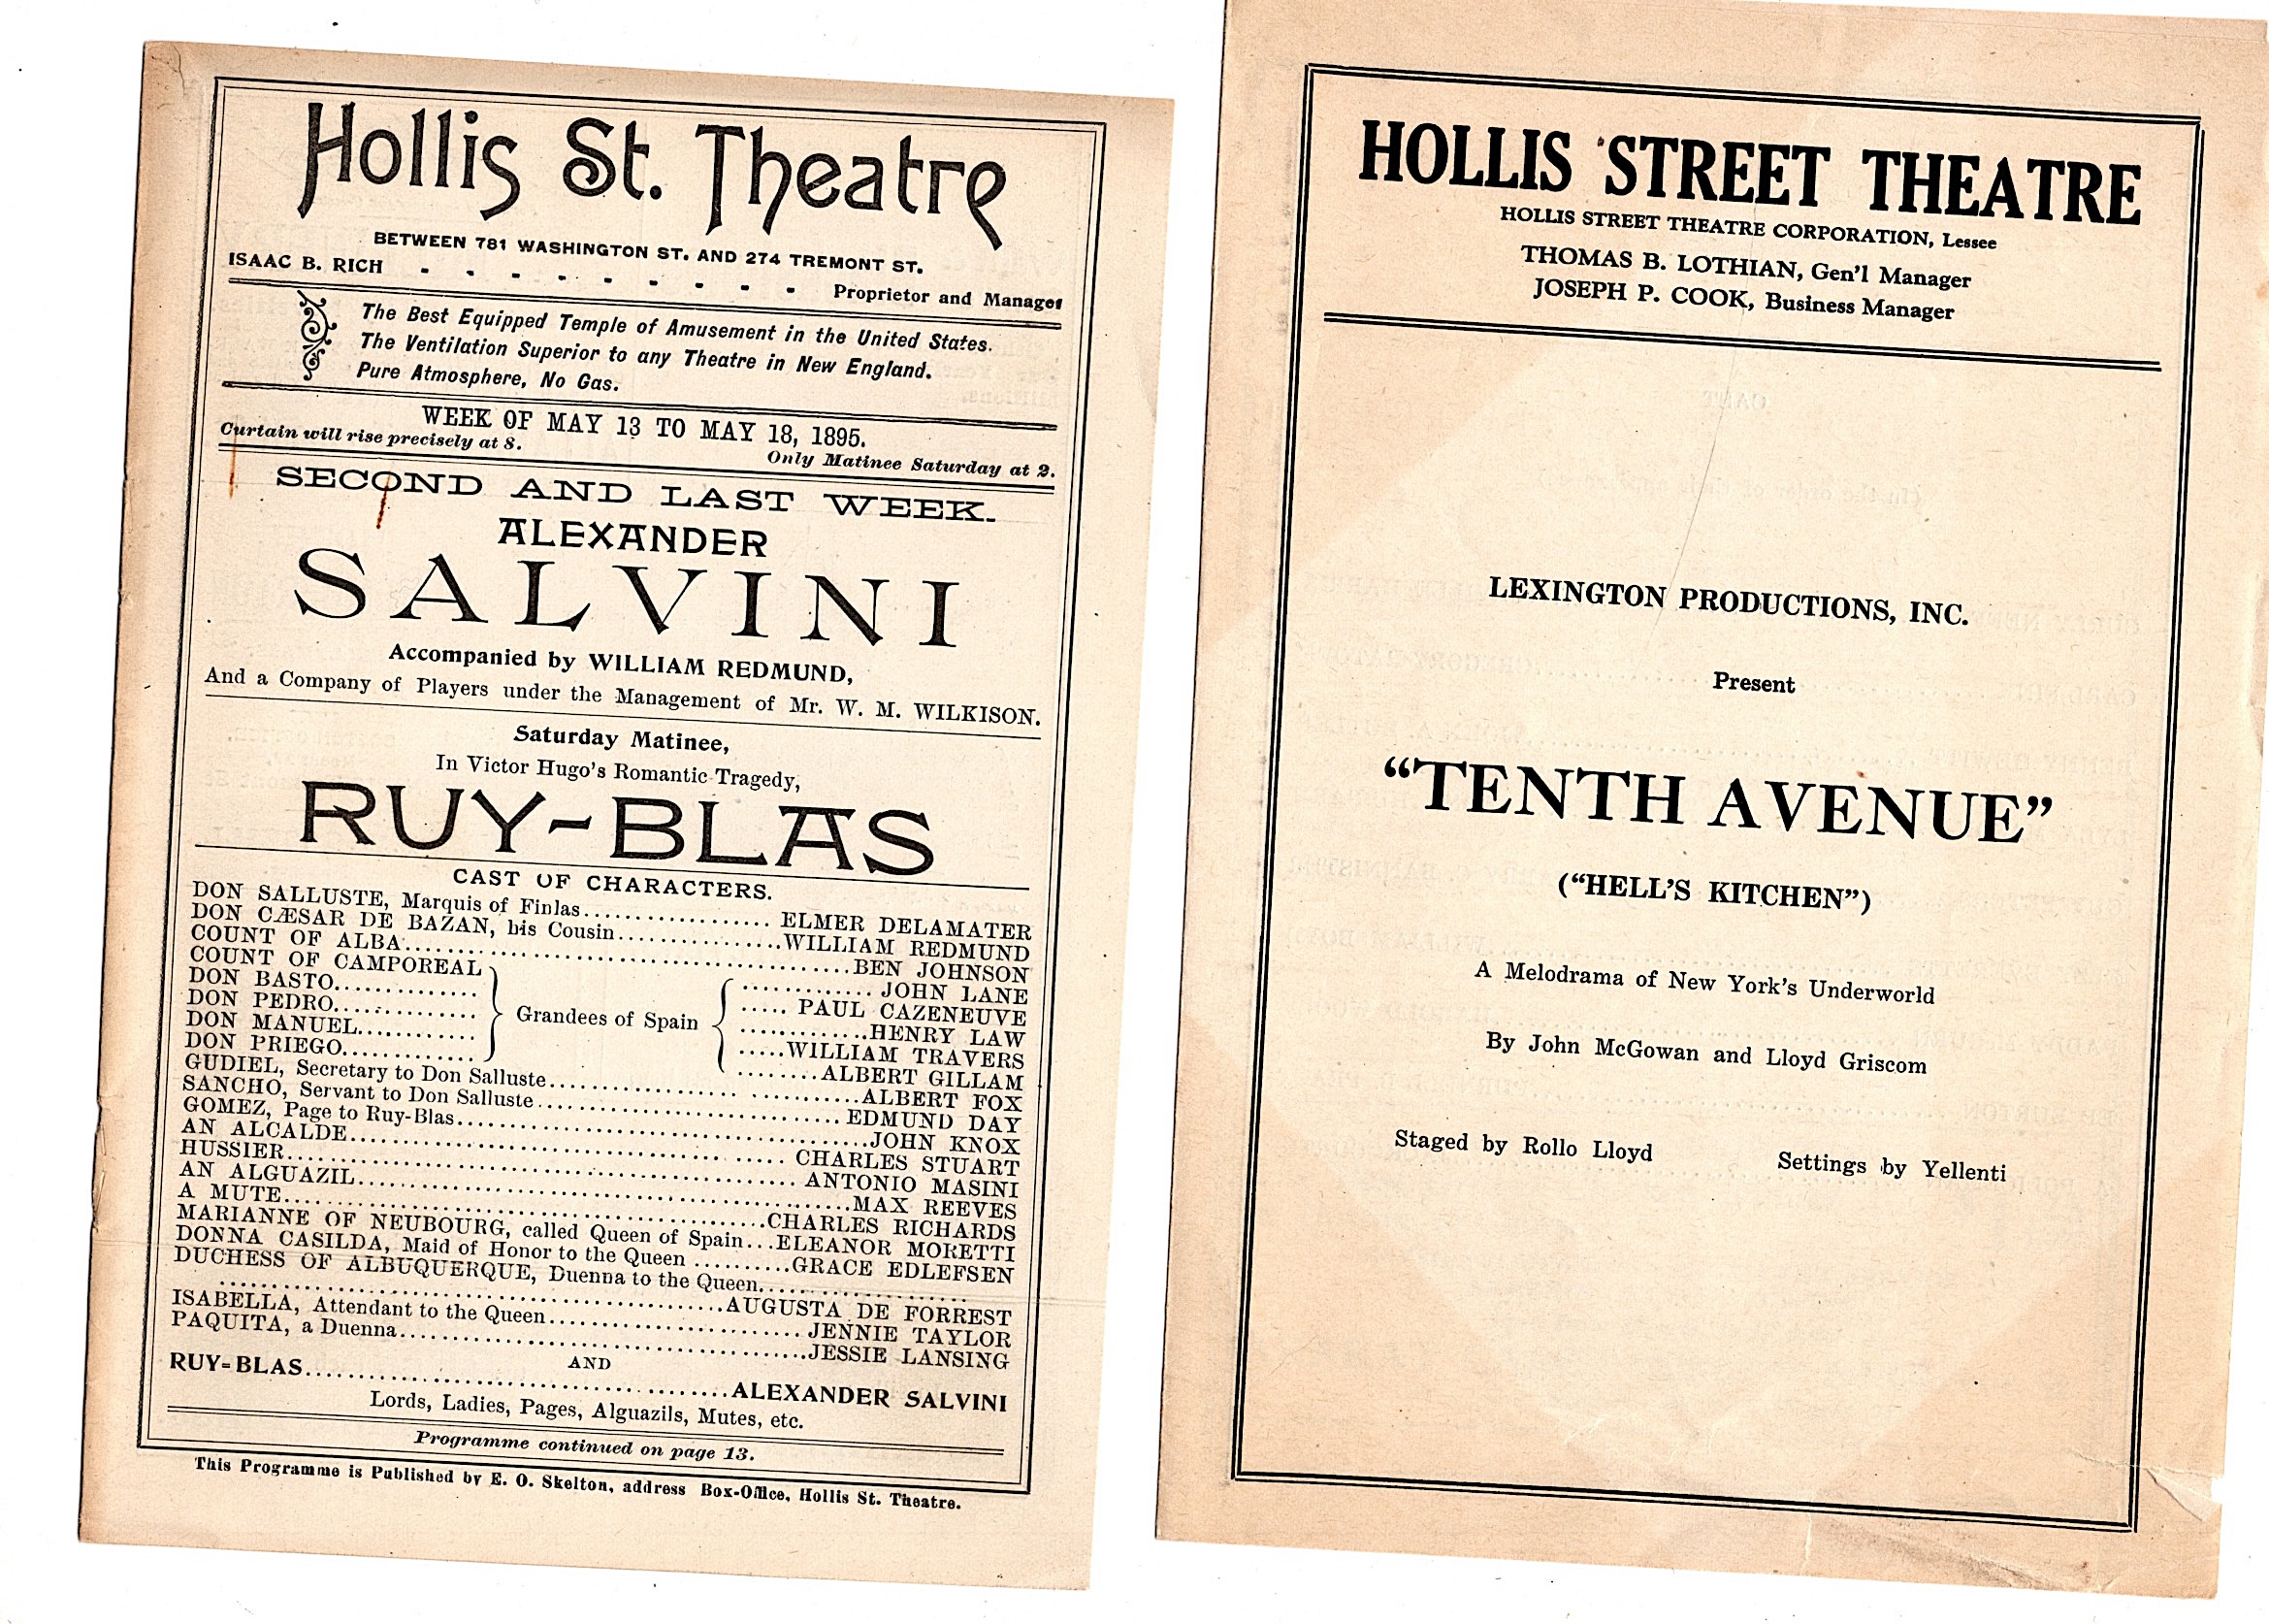 Hollis St. Theatre
BETWEEN 781 WASHINGTON ST. AND 274 TREMONT ST.
ISAAC B. RICH - - - - - - - - - Proprietor and Manager
The Best Equipped Temple of Amusement in the United States.
The Ventilation Superior to any Theatre in New England.
Pure Atmosphere, No Gas.
WEEK OF MAY 13 TO MAY 18, 1895.
Curtain will rise precisely at 8. Only Matinee Saturday at 2.
SECOND AND LAST WEEK.
ALEXANDER
SALVINI
Accompanied by WILLIAM REDMUND,
And a Company of Players under the Management of Mr. W. M. WILKISON.
Saturday Matinee,
In Victor Hugo's Romantic Tragedy,
RUY-BLAS
CAST OF CHARACTERS.
DON SALLUSTE, Marquis of Finlas.................. ELMER DELAMATER
DON CÆSAR DE BAZAN, his Cousin................WILLIAM REDMUND
COUNT OF ALBA..........................................BEN JOHNSON
COUNT OF CAMPOREAL ............. JOHN LANE
DON BASTO.............. ..... PAUL CAZENEUVE
DON PEDRO.............. Grandees of Spain .............HENRY LAW
DON MANUEL............ .....WILLIAM TRAVERS
DON PRIEGO............. ........ALBERT GILLAM
GUDIEL, Secretary to Don Salluste..............................ALBERT FOX
SANCHO, Servant to Don Salluste............................. EDMUND DAY
GOMEZ, Page to Ruy-Blas........................................JOHN KNOX
AN ALCALDE.......................................... CHARLES STUART
HUSSIER................................................. ANTONIO MASINI
AN ALGUAZIL...............................................MAX REEVES
A MUTE..............................................CHARLES RICHARDS
MARIANNE OF NEUBOURG, called Queen of Spain...ELEANOR MORETTI
DONNA CASILDA, Maid of Honor to the Queen ..........GRACE EDLEFSEN
DUCHESS OF ALBUQUERQUE, Duenna to the Queen....................
................................................AUGUSTA DE FORREST
ISABELLA, Attendant to the Queen........................ JENNIE TAYLOR
PAQUITA, a Duenna.......................................JESSIE LANSING
AND
RUY-BLAS........................................ALEXANDER SALVINI
Lords, Ladies, Pages, Alguazils, Mutes, etc.
Programme continued on page 13.
This Programme is Published by E. O. Skelton, address Box-Office, Hollis St. Theatre.
HOLLIS STREET THEATRE
HOLLIS STREET THEATRE CORPORATION, Lessee
THOMAS B. LOTHIAN, Gen'l Manager
JOSEPH P. COOK, Business Manager
LEXINGTON PRODUCTIONS, INC.
Present
“TENTH AVENUE”
(“HELL'S KITCHEN”)
A Melodrama of New York's Underworld
By John McGowan and Lloyd Griscom
Staged by Rollo Lloyd Settings by Yellenti